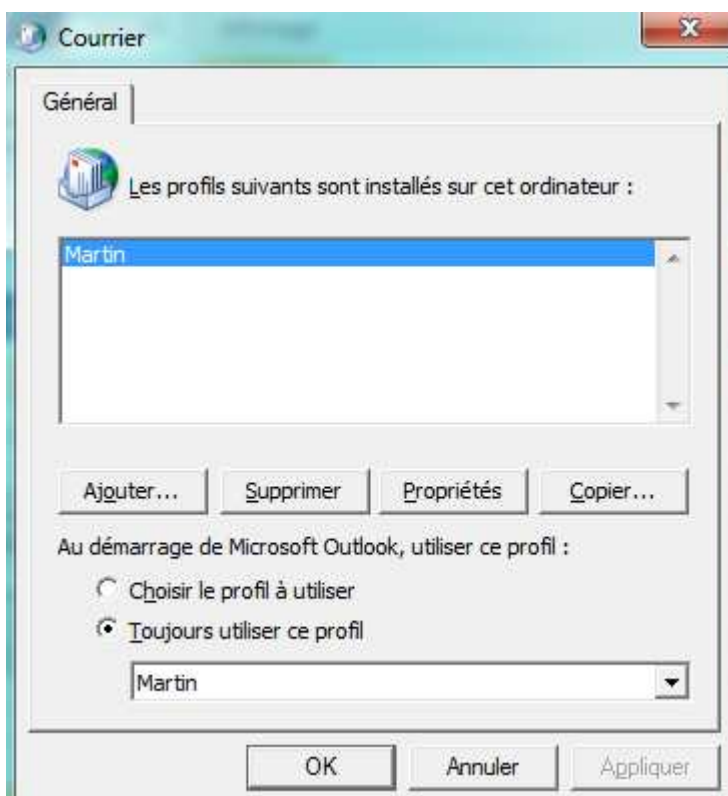 Courrier
Général
Les profils suivants sont installés sur cet ordinateur :
Martin
Ajouter... Supprimer Propriétés Copier...
Au démarrage de Microsoft Outlook, utiliser ce profil :
Choisir le profil à utiliser
Toujours utiliser ce profil
Martin
OK Annuler Appliquer